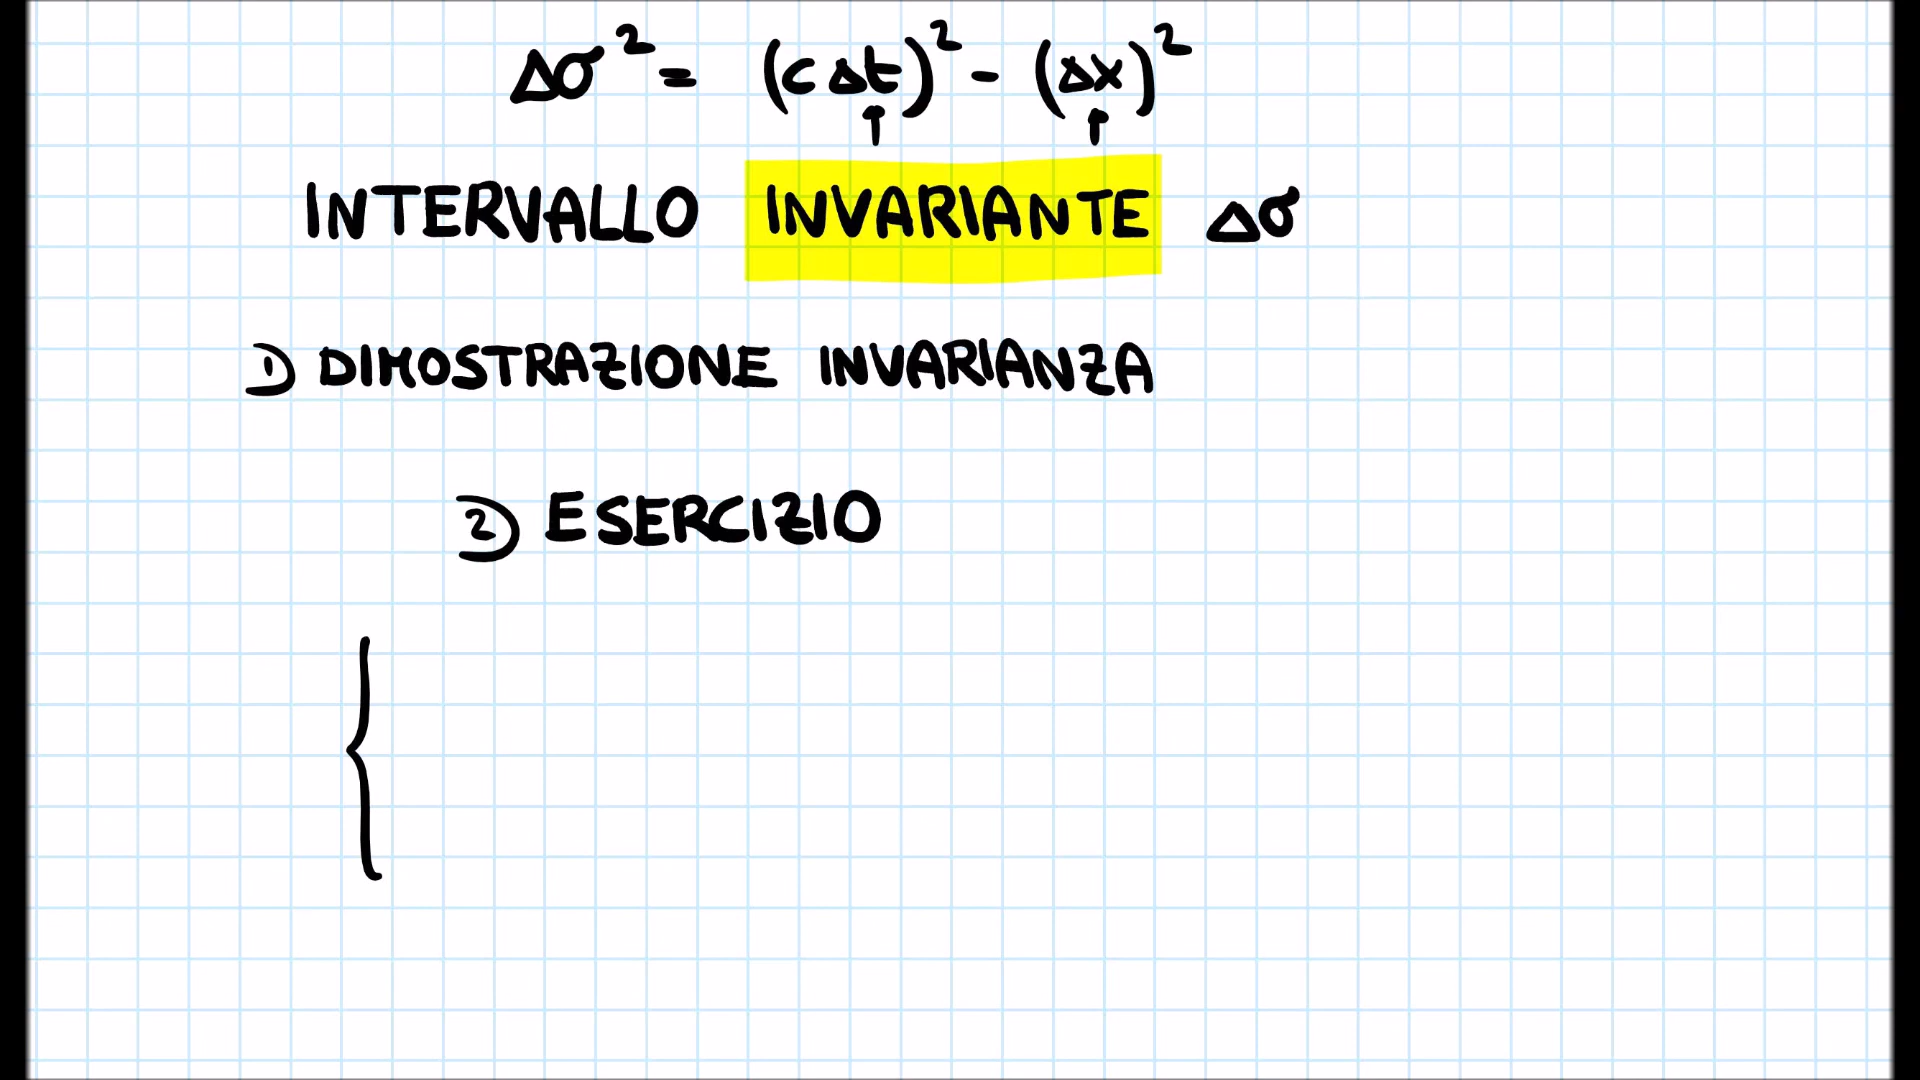 Δσ² = (cΔt)² - (Δx)²
INTERVALLO INVARIANTE Δσ
1) DIMOSTRAZIONE INVARIANZA
2) ESERCIZIO
{